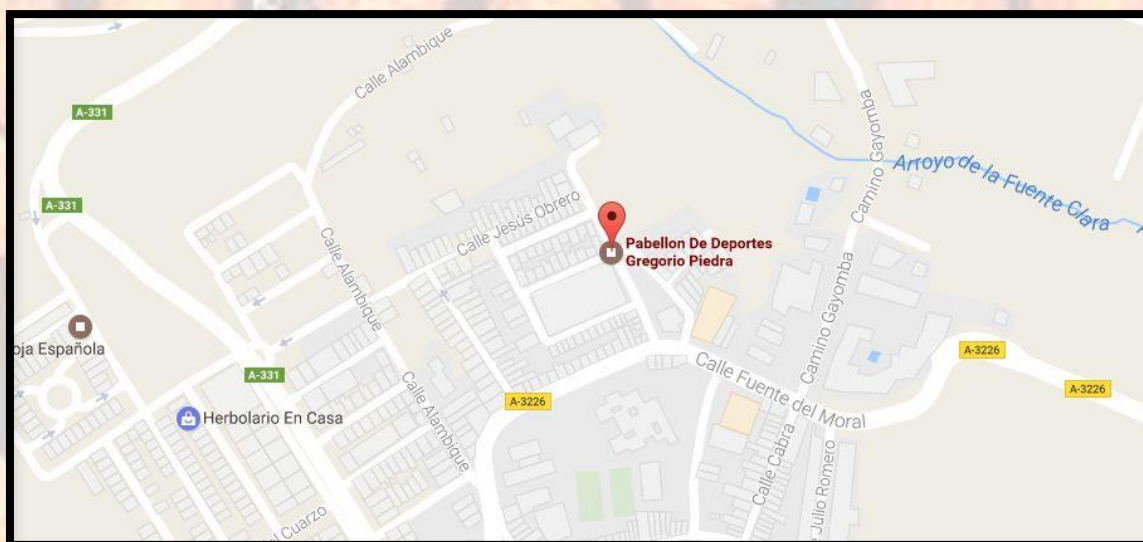 Calle Alambique
A-331
Arroyo de la Fuente Clara
Camino Gayomba
A-331
Calle Jesús Obrero
Pabellon De Deportes
Gregorio Piedra
Calle Alambique
Camino Gayomba
oja Española
A-3226
A-331
A-3226
Calle Fuente del Moral
A-3226
Herbolario En Casa
Calle Alambique
Calle Cabra
Julio Romero
Cuarzo